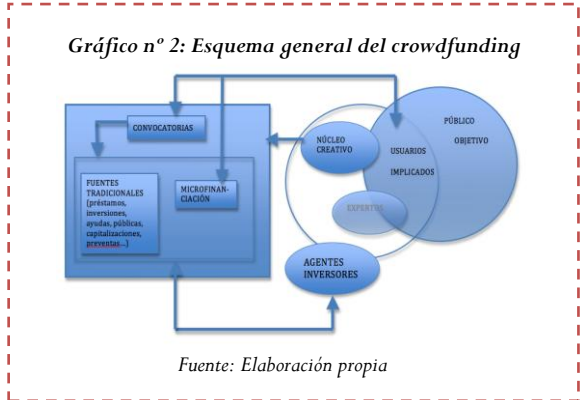 Gráfico nº 2: Esquema general del crowdfunding
CONVOCATORIAS
FUENTES
TRADICIONALES
(préstamos,
inversiones,
ayudas, públicas,
capitalizaciones,
preventas...)
MICROFINAN-
CIACIÓN
NÚCLEO
CREATIVO
USUARIOS
IMPLICADOS
PÚBLICO
OBJETIVO
EXPERTOS
AGENTES
INVERSORES
Fuente: Elaboración propia